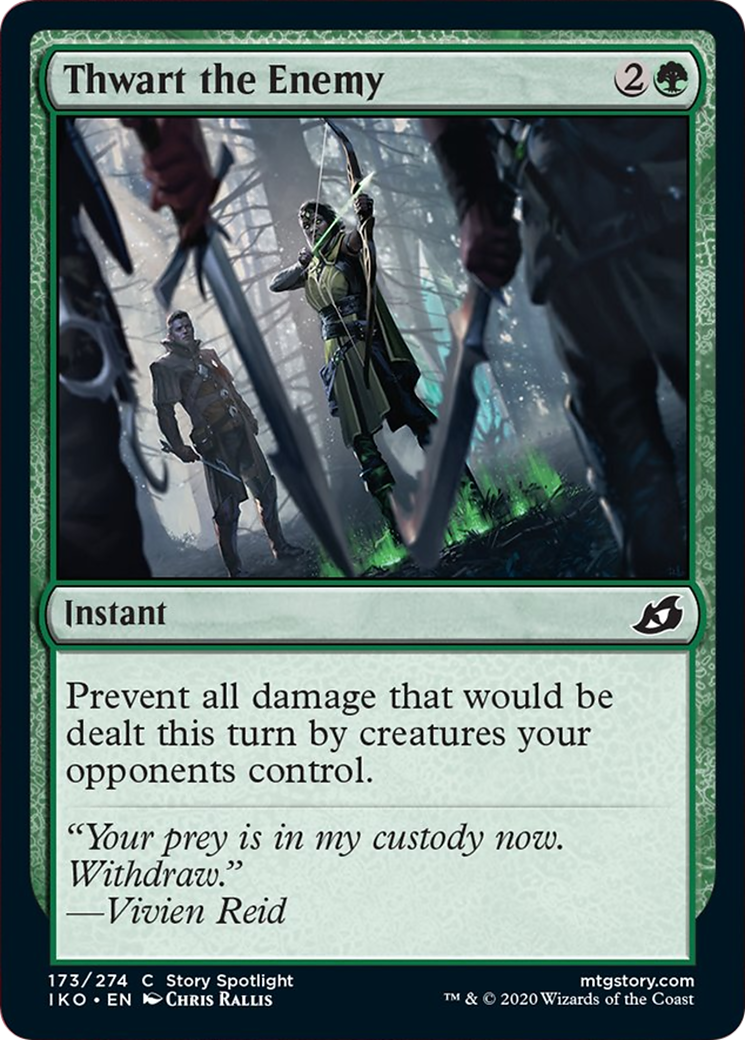 Thwart the Enemy 2
Instant
Prevent all damage that would be
dealt this turn by creatures your
opponents control.
“Your prey is in my custody now.
Withdraw.”
—Vivien Reid
173/274 C Story Spotlight
mtgstory.com
IKO • EN Chris Rallis
™ & © 2020 Wizards of the Coast